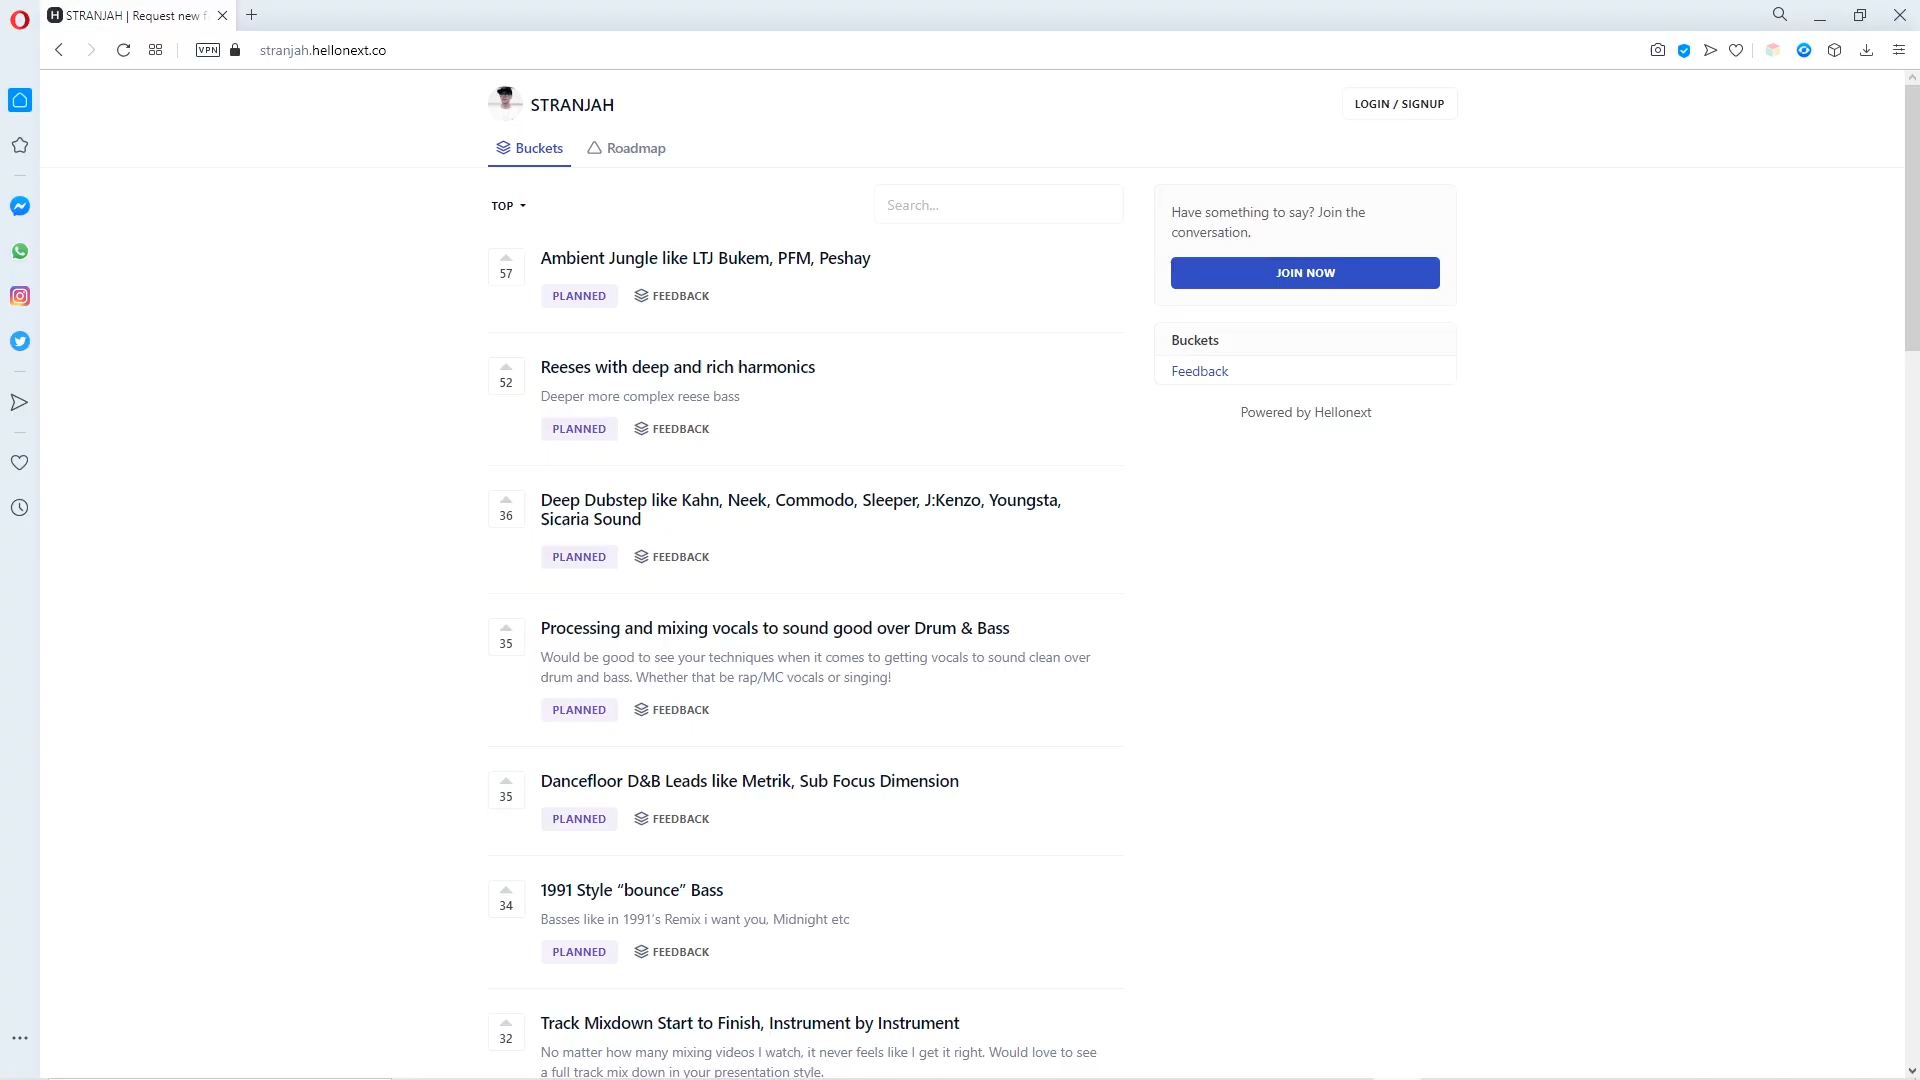 STRANJAH | Request new f
VPN
stranjah.hellonext.co
STRANJAH
LOGIN / SIGNUP
Buckets
Roadmap
TOP
Search...
57
Ambient Jungle like LTJ Bukem, PFM, Peshay
PLANNED
FEEDBACK
52
Reeses with deep and rich harmonics
Deeper more complex reese bass
PLANNED
FEEDBACK
36
Deep Dubstep like Kahn, Neek, Commodo, Sleeper, J:Kenzo, Youngsta,
Sicaria Sound
PLANNED
FEEDBACK
35
Processing and mixing vocals to sound good over Drum & Bass
Would be good to see your techniques when it comes to getting vocals to sound clean over
drum and bass. Whether that be rap/MC vocals or singing!
PLANNED
FEEDBACK
35
Dancefloor D&B Leads like Metrik, Sub Focus Dimension
PLANNED
FEEDBACK
34
1991 Style “bounce” Bass
Basses like in 1991’s Remix i want you, Midnight etc
PLANNED
FEEDBACK
32
Track Mixdown Start to Finish, Instrument by Instrument
No matter how many mixing videos I watch, it never feels like I get it right. Would love to see
a full track mix down in your presentation style.
Have something to say? Join the
conversation.
JOIN NOW
Buckets
Feedback
Powered by Hellonext